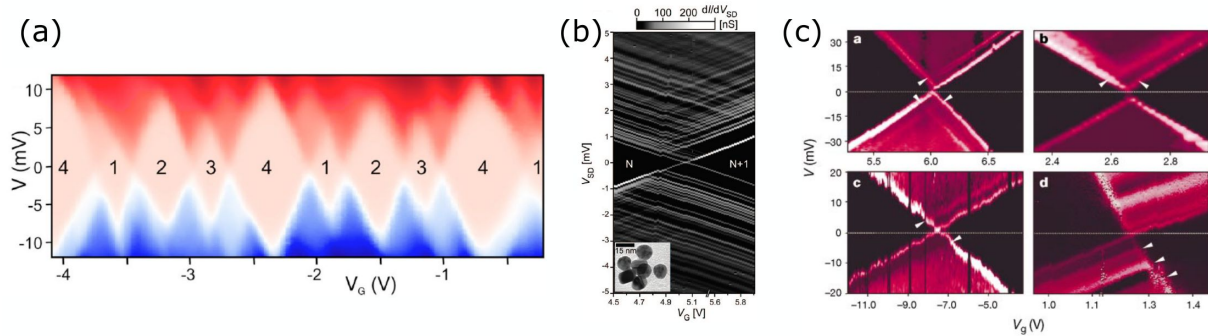 (a)
V (mV)
10
5
0
-5
-10
4 1 2 3 4 1 2 3 4 1
-4 -3 -2 -1
V_G (V)
(b)
0 100 200 dI/dV_SD
[nS]
V_SD [mV]
5
4
3
2
1
0
-1
-2
-3
-4
-5
N N+1
15 nm
4.5 4.7 4.9 5.1 5.6 5.8
V_G [V]
(c)
V (mV)
a
30
15
0
-15
-30
5.5 6.0 6.5
b
2.4 2.6 2.8
c
20
10
0
-10
-20
-11.0 -9.0 -7.0 -5.0
d
1.0 1.1 1.3 1.4
V_g (V)